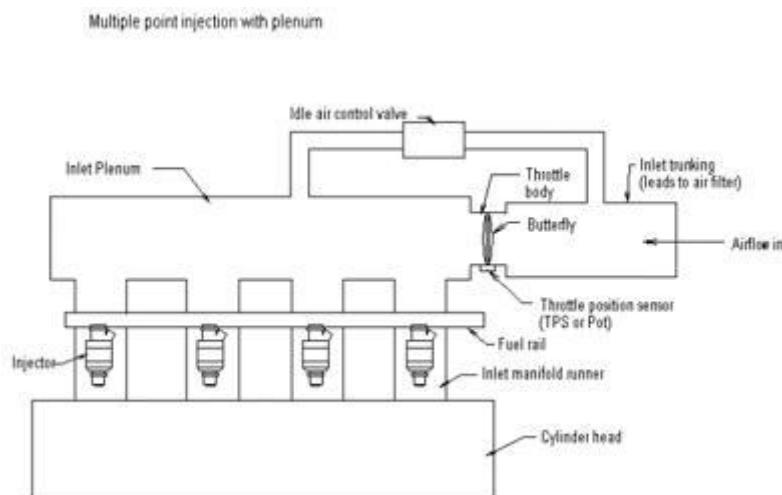 Multiple point injection with plenum
Idle air control valve
Inlet Plenum
Throttle
body
Inlet trunking
(leads to air filter)
Butterfly
Airflow in
Throttle position sensor
(TPS or Pot)
Fuel rail
Injector
Inlet manifold runner
Cylinder head